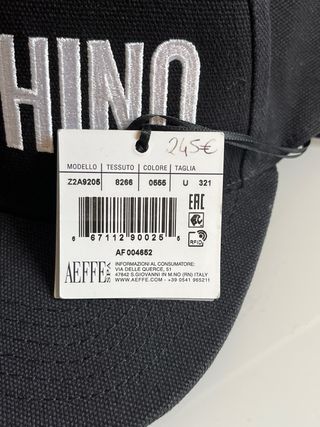 HINO
245€
MODELLO TESSUTO COLORE TAGLIA
Z2A9205 8266 0555 U 321
EAC
RFID
6 67112 90025 6
AF 004652
AEFFE SPA
INFORMAZIONI AL CONSUMATORE:
VIA DELLE QUERCE, 51
47842 S.GIOVANNI IN M.NO (RN) ITALY
WWW.AEFFE.COM - +39 0541 965211